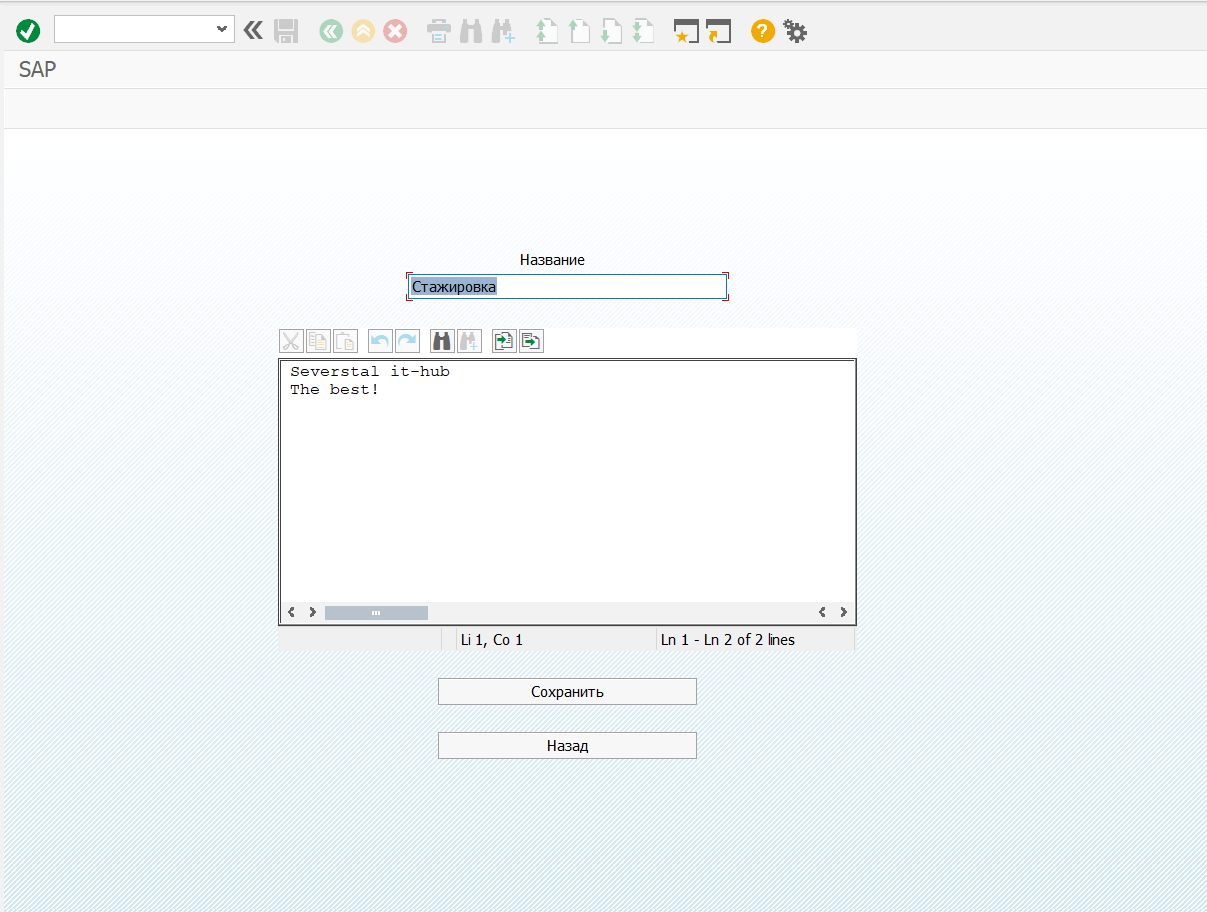 SAP
Название
Стажировка
Severstal it-hub
The best!
Li 1, Co 1
Ln 1 - Ln 2 of 2 lines
Сохранить
Назад